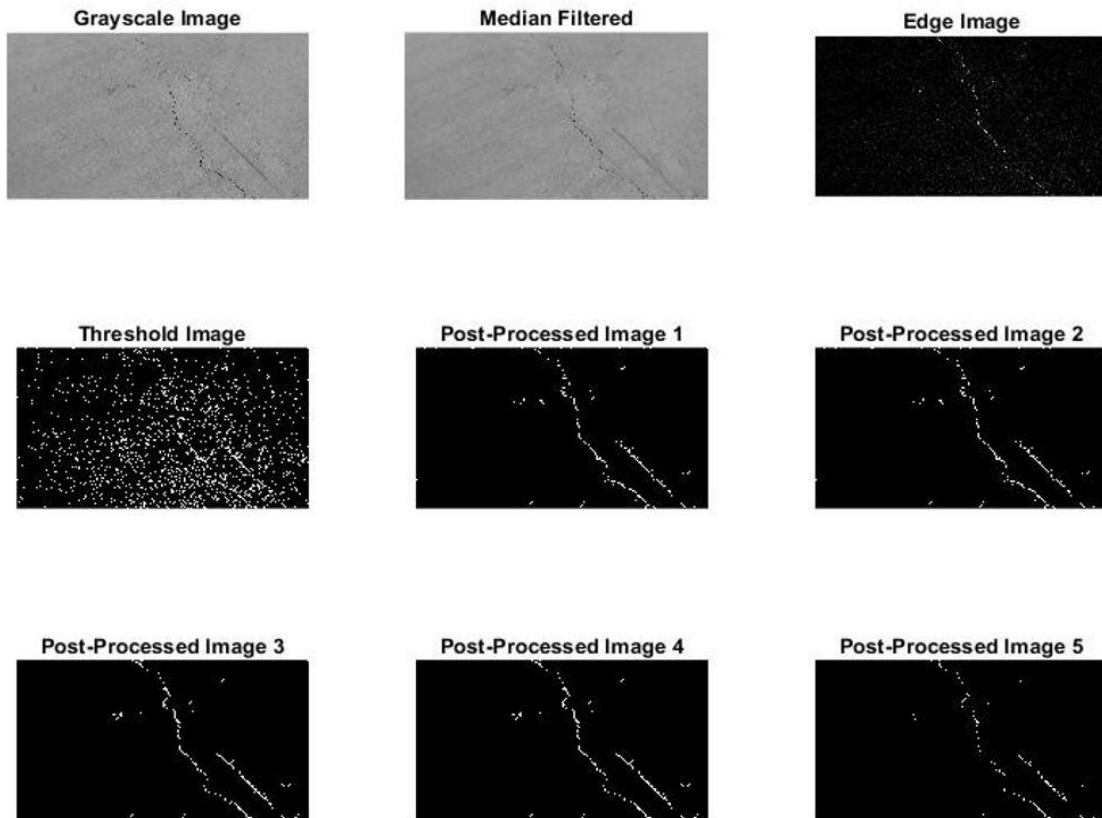 Grayscale Image
Median Filtered
Edge Image
Threshold Image
Post-Processed Image 1
Post-Processed Image 2
Post-Processed Image 3
Post-Processed Image 4
Post-Processed Image 5